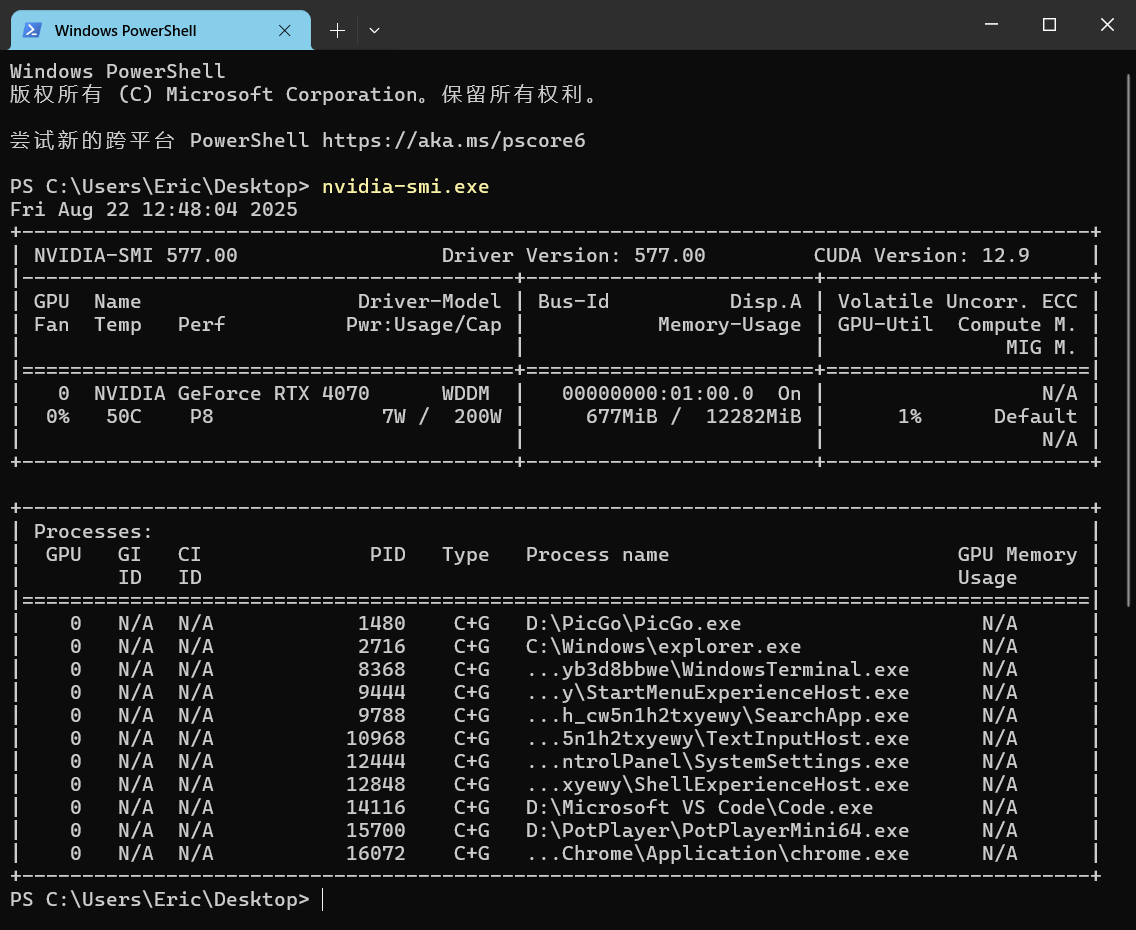 Windows PowerShell
Windows PowerShell
版权所有 (C) Microsoft Corporation。保留所有权利。
尝试新的跨平台 PowerShell https://aka.ms/pscore6
PS C:\Users\Eric\Desktop> nvidia-smi.exe
Fri Aug 22 12:48:04 2025
+-----------------------------------------------------------------------------------------+
| NVIDIA-SMI 577.00                 Driver Version: 577.00         CUDA Version: 12.9     |
|-----------------------------------------+------------------------+----------------------+
| GPU  Name                  Driver-Model | Bus-Id          Disp.A | Volatile Uncorr. ECC |
| Fan  Temp   Perf          Pwr:Usage/Cap |           Memory-Usage | GPU-Util  Compute M. |
|                                         |                        |               MIG M. |
|=========================================+========================+======================|
|   0  NVIDIA GeForce RTX 4070      WDDM  |   00000000:01:00.0  On |                  N/A |
|  0%   50C     P8              7W /  200W |     677MiB /  12282MiB |      1%      Default |
|                                         |                        |                  N/A |
+-----------------------------------------+------------------------+----------------------+
+-----------------------------------------------------------------------------------------+
| Processes:                                                                              |
|  GPU   GI   CI              PID   Type   Process name                        GPU Memory |
|        ID   ID                                                               Usage      |
|=========================================================================================|
|    0   N/A  N/A            1480    C+G   D:\PicGo\PicGo.exe                    N/A      |
|    0   N/A  N/A            2716    C+G   C:\Windows\explorer.exe               N/A      |
|    0   N/A  N/A            8368    C+G   ...yb3d8bbwe\WindowsTerminal.exe      N/A      |
|    0   N/A  N/A            9444    C+G   ...y\StartMenuExperienceHost.exe      N/A      |
|    0   N/A  N/A            9788    C+G   ...h_cw5n1h2txyewy\SearchApp.exe      N/A      |
|    0   N/A  N/A           10968    C+G   ...5n1h2txyewy\TextInputHost.exe      N/A      |
|    0   N/A  N/A           12444    C+G   ...ntrolPanel\SystemSettings.exe      N/A      |
|    0   N/A  N/A           12848    C+G   ...xyewy\ShellExperienceHost.exe      N/A      |
|    0   N/A  N/A           14116    C+G   D:\Microsoft VS Code\Code.exe         N/A      |
|    0   N/A  N/A           15700    C+G   D:\PotPlayer\PotPlayerMini64.exe      N/A      |
|    0   N/A  N/A           16072    C+G   ...Chrome\Application\chrome.exe      N/A      |
+-----------------------------------------------------------------------------------------+
PS C:\Users\Eric\Desktop>